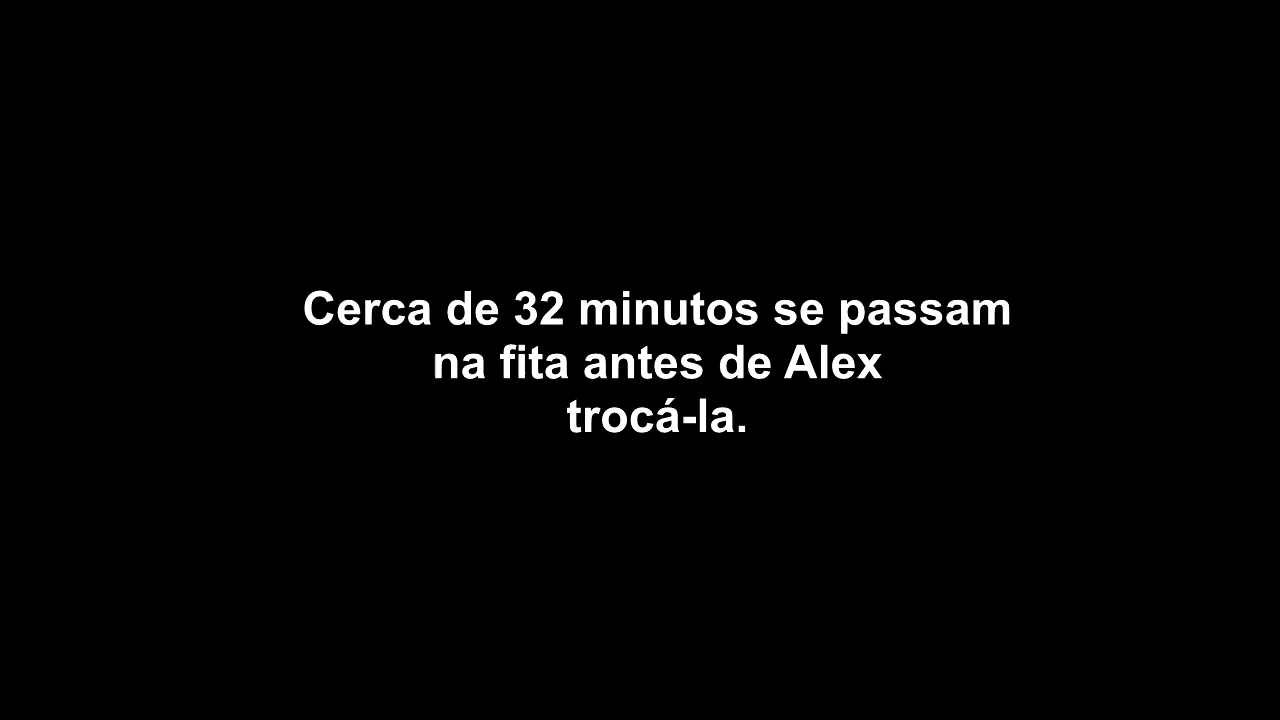 Cerca de 32 minutos se passam
na fita antes de Alex
trocá-la.